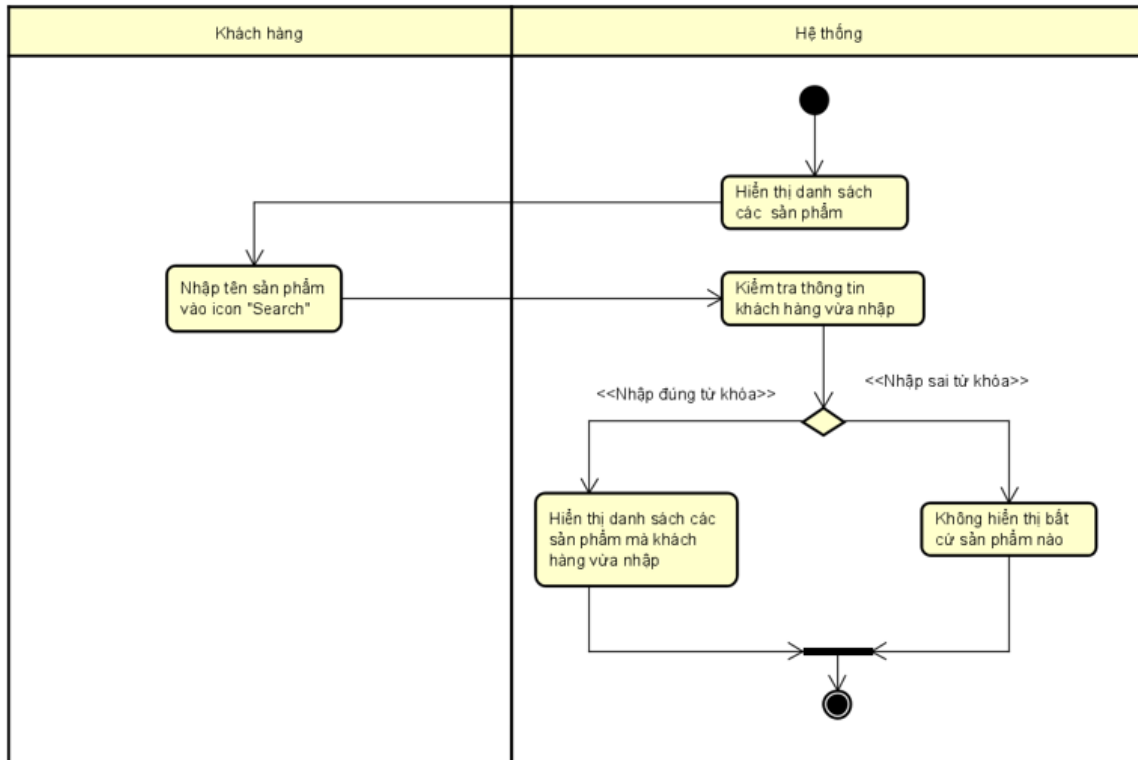 Khách hàng
Hệ thống
Hiển thị danh sách
các sản phẩm
Nhập tên sản phẩm
vào icon "Search"
Kiểm tra thông tin
khách hàng vừa nhập
<<Nhập đúng từ khóa>>
<<Nhập sai từ khóa>>
Hiển thị danh sách các
sản phẩm mà khách
hàng vừa nhập
Không hiển thị bất
cứ sản phẩm nào